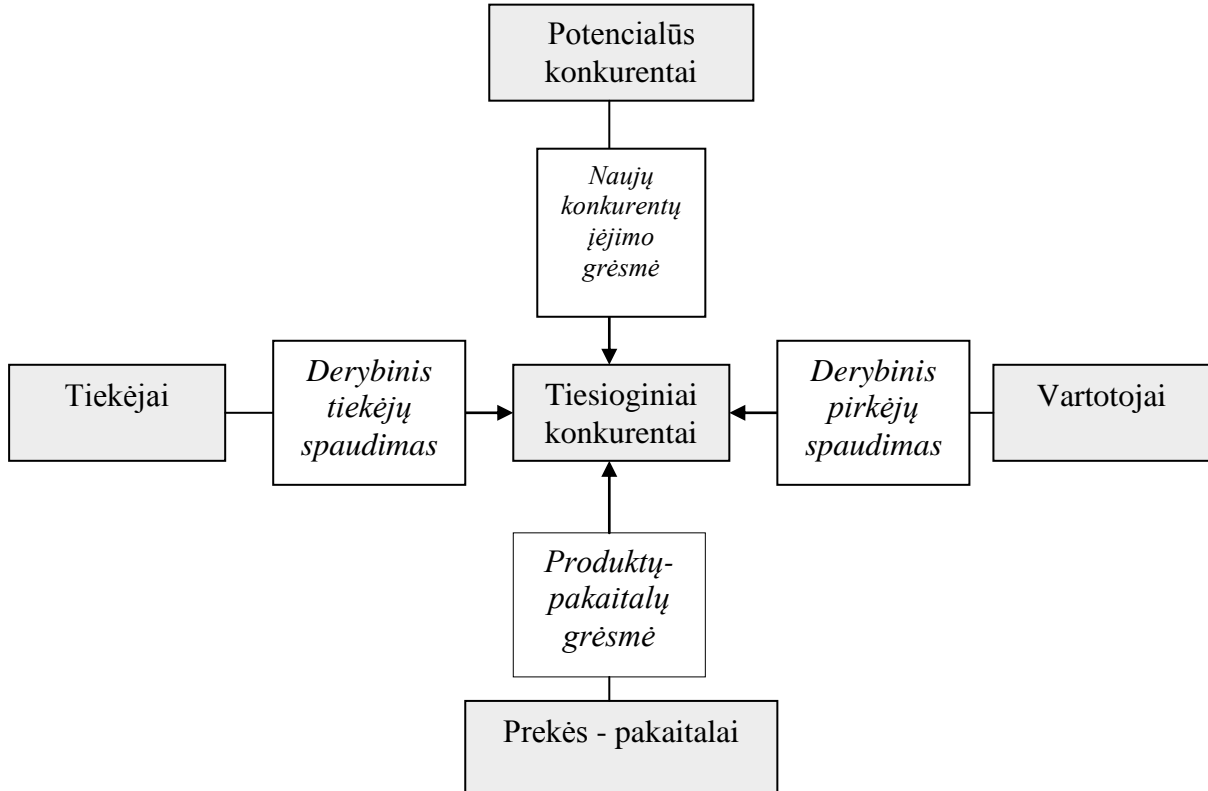 Potencialūs
konkurentai
Naujų
konkurentų
įėjimo
grėsmė
Tiekėjai
Derybinis
tiekėjų
spaudimas
Tiesioginiai
konkurentai
Derybinis
pirkėjų
spaudimas
Vartotojai
Produktų-
pakaitalų
grėsmė
Prekės - pakaitalai